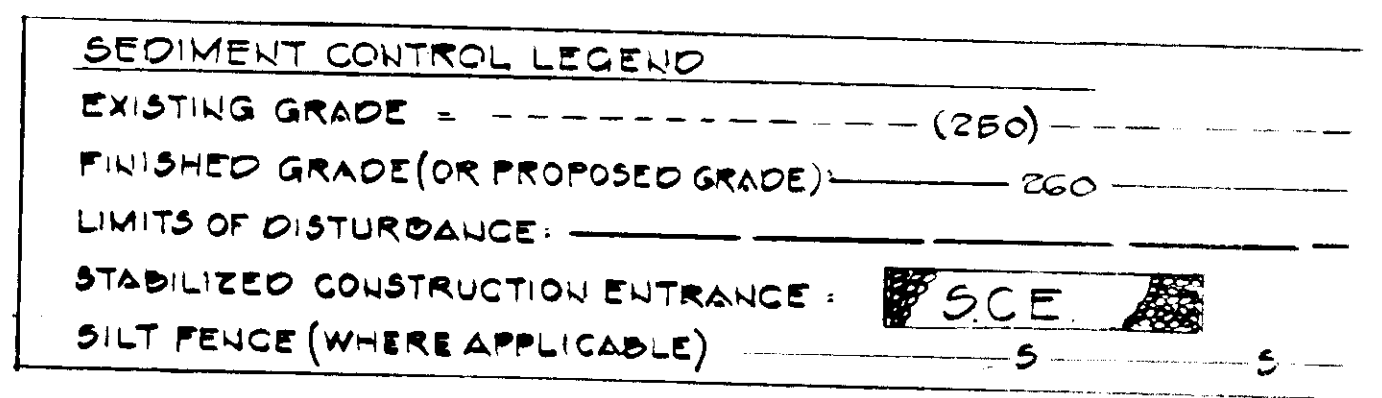 SEDIMENT CONTROL LEGEND
EXISTING GRADE = (250)
FINISHED GRADE (OR PROPOSED GRADE): 260
LIMITS OF DISTURBANCE:
STABILIZED CONSTRUCTION ENTRANCE: S.C.E.
SILT FENCE (WHERE APPLICABLE) S S